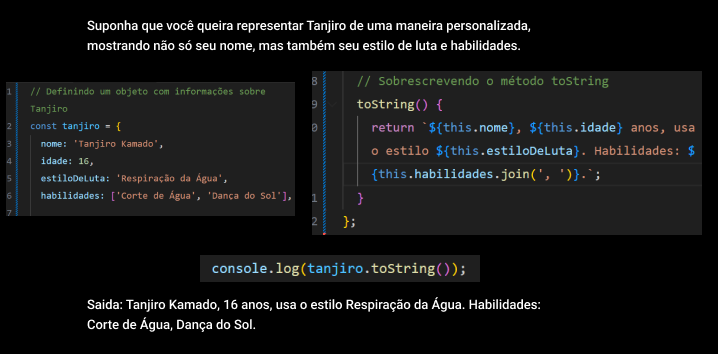 Suponha que você queira representar Tanjiro de uma maneira personalizada,
mostrando não só seu nome, mas também seu estilo de luta e habilidades.
1 // Definindo um objeto com informações sobre
Tanjiro
2 const tanjiro = {
3 nome: 'Tanjiro Kamado',
4 idade: 16,
5 estiloDeLuta: 'Respiração da Água',
6 habilidades: ['Corte de Água', 'Dança do Sol'],
7
8 // Sobrescrevendo o método toString
9 toString() {
0 return `${this.nome}, ${this.idade} anos, usa
o estilo ${this.estiloDeLuta}. Habilidades: $
{this.habilidades.join(', ')}.`;
1 }
2 };
console.log(tanjiro.toString());
Saida: Tanjiro Kamado, 16 anos, usa o estilo Respiração da Água. Habilidades:
Corte de Água, Dança do Sol.